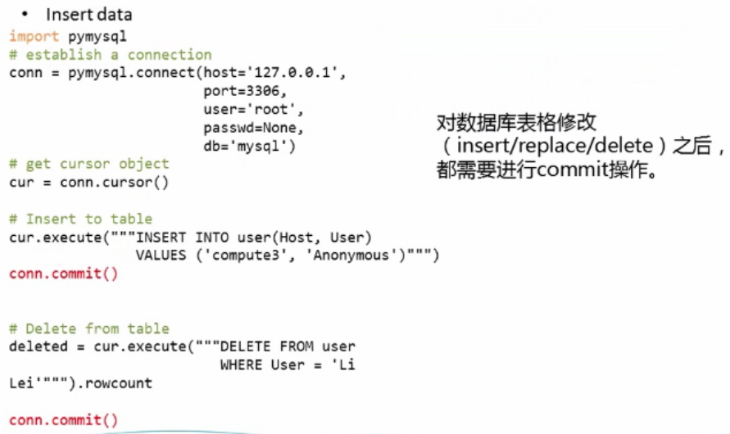 • Insert data
import pymysql
# establish a connection
conn = pymysql.connect(host='127.0.0.1',
port=3306,
user='root',
passwd=None,
db='mysql')
# get cursor object
cur = conn.cursor()
# Insert to table
cur.execute("""INSERT INTO user(Host, User)
VALUES ('compute3', 'Anonymous')""")
conn.commit()
# Delete from table
deleted = cur.execute("""DELETE FROM user
WHERE User = 'Li
Lei'""").rowcount
conn.commit()
对数据库表格修改
（insert/replace/delete）之后，
都需要进行commit操作。